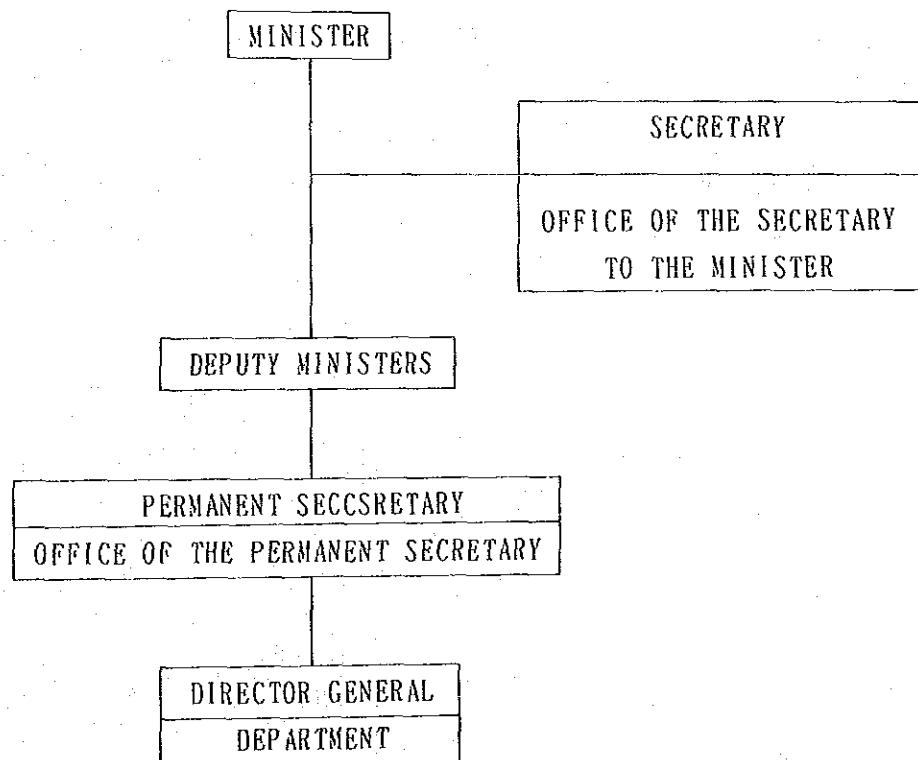 MINISTER
SECRETARY
OFFICE OF THE SECRETARY
TO THE MINISTER
DEPUTY MINISTERS
PERMANENT SECCSRETARY
OFFICE OF THE PERMANENT SECRETARY
DIRECTOR GENERAL
DEPARTMENT